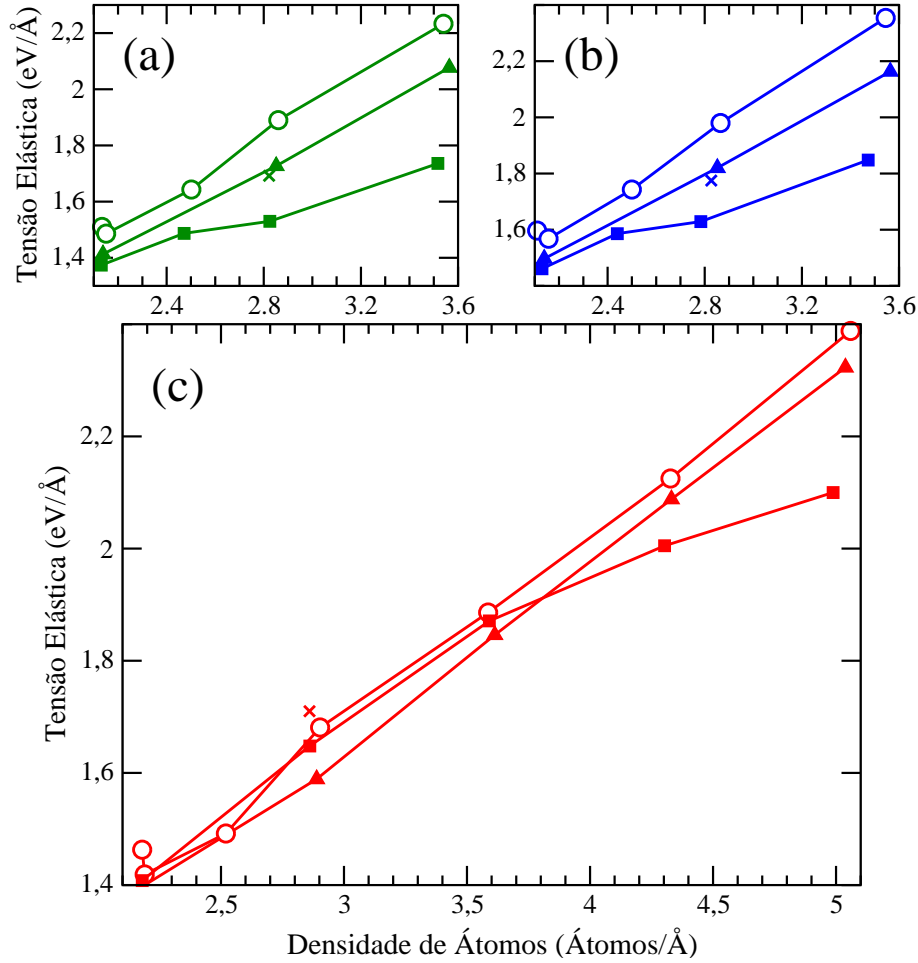 Tensão Elástica (eV/Å)
2,2
2
1.8
1.6
1.4
(a)
2.4 2.8 3.2 3.6
2,2
2
1,8
1,6
(b)
2.4 2.8 3.2 3.6
Tensão Elástica (eV/Å)
(c)
2,2
2
1,8
1,6
1,4
2,5 3 3,5 4 4,5 5
Densidade de Átomos (Átomos/Å)